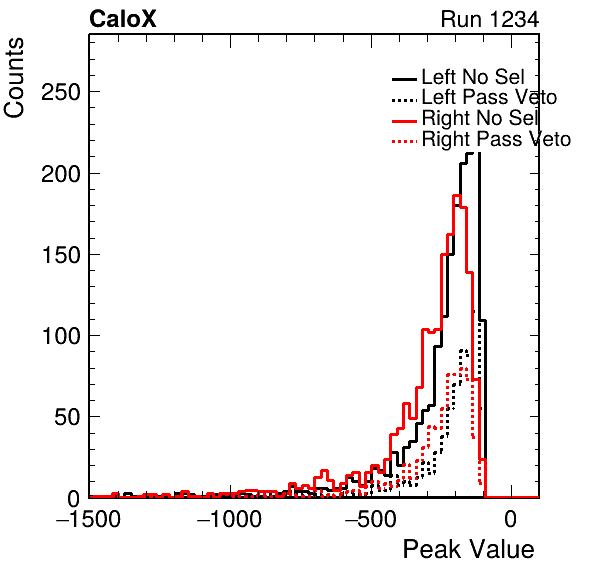 CaloX Run 1234
Counts
Left No Sel
Left Pass Veto
Right No Sel
Right Pass Veto
250
200
150
100
50
0
−1500 −1000 −500 0
Peak Value